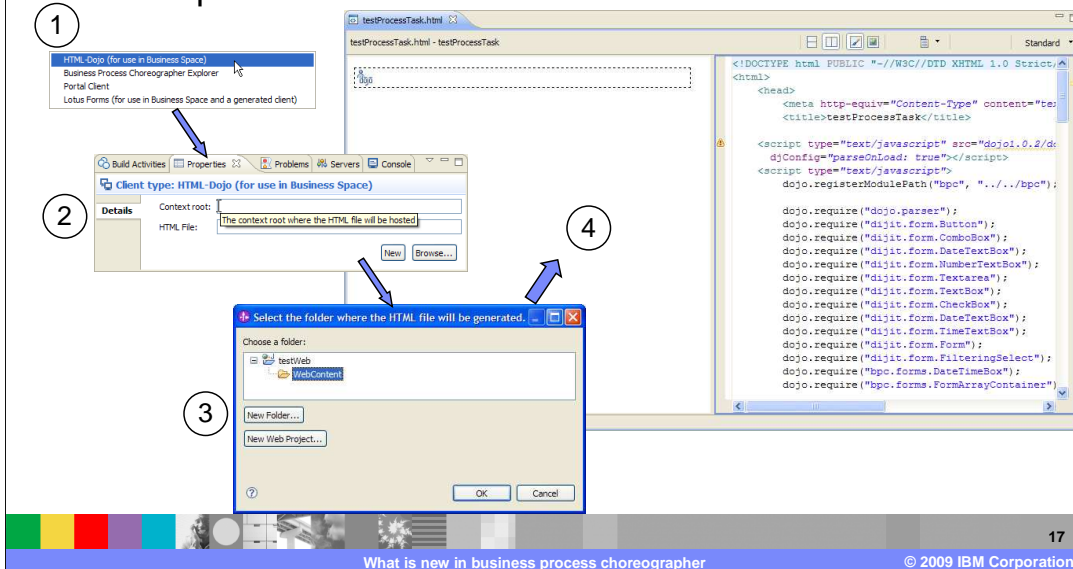 1
HTML-Dojo (for use in Business Space)
Business Process Choreographer Explorer
Portal Client
Lotus Forms (for use in Business Space and a generated client)
2
Build Activities
Properties
Problems
Servers
Console
Client type: HTML-Dojo (for use in Business Space)
Details
Context root:
The context root where the HTML file will be hosted
HTML File:
New
Browse...
3
Select the folder where the HTML file will be generated.
Choose a folder:
testWeb
WebContent
New Folder...
New Web Project...
OK
Cancel
4
testProcessTask.html
testProcessTask.html - testProcessTask
Standard
dojo
<!DOCTYPE html PUBLIC "-//W3C//DTD XHTML 1.0 Strict/
<html>
<head>
<meta http-equiv="Content-Type" content="te
<title>testProcessTask</title>
<script type="text/javascript" src="dojo1.0.2/do
djConfig="parseOnLoad: true"></script>
<script type="text/javascript">
dojo.registerModulePath("bpc", "../../bpc");
dojo.require("dojo.parser");
dojo.require("dijit.form.Button");
dojo.require("dijit.form.ComboBox");
dojo.require("dijit.form.DateTextBox");
dojo.require("dijit.form.NumberTextBox");
dojo.require("dijit.form.Textarea");
dojo.require("dijit.form.TextBox");
dojo.require("dijit.form.CheckBox");
dojo.require("dijit.form.DateTextBox");
dojo.require("dijit.form.TimeTextBox");
dojo.require("dijit.form.Form");
dojo.require("dijit.form.FilteringSelect");
dojo.require("bpc.forms.DateTimeBox");
dojo.require("bpc.forms.FormArrayContainer")
17
What is new in business process choreographer
© 2009 IBM Corporation